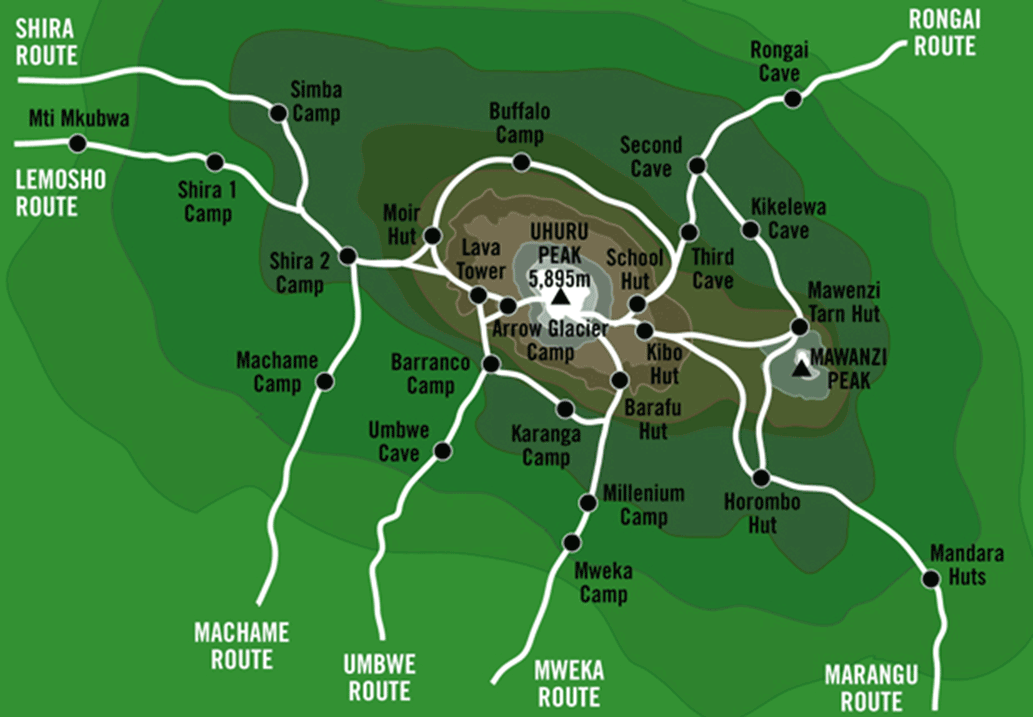 SHIRA
ROUTE
RONGAI
ROUTE
Rongai
Cave
Simba
Camp
Mti Mkubwa
Buffalo
Camp
Second
Cave
LEMOSHO
ROUTE
Shira 1
Camp
Moir
Hut
Kikelewa
Cave
UHURU
PEAK
5,895m
Lava
Tower
School
Hut
Third
Cave
Shira 2
Camp
Mawenzi
Tarn Hut
Arrow Glacier
Camp
Kibo
Hut
MAWANZI
PEAK
Machame
Camp
Barranco
Camp
Barafu
Hut
Umbwe
Cave
Karanga
Camp
Millenium
Camp
Horombo
Hut
Mweka
Camp
Mandara
Huts
MACHAME
ROUTE
UMBWE
ROUTE
MWEKA
ROUTE
MARANGU
ROUTE